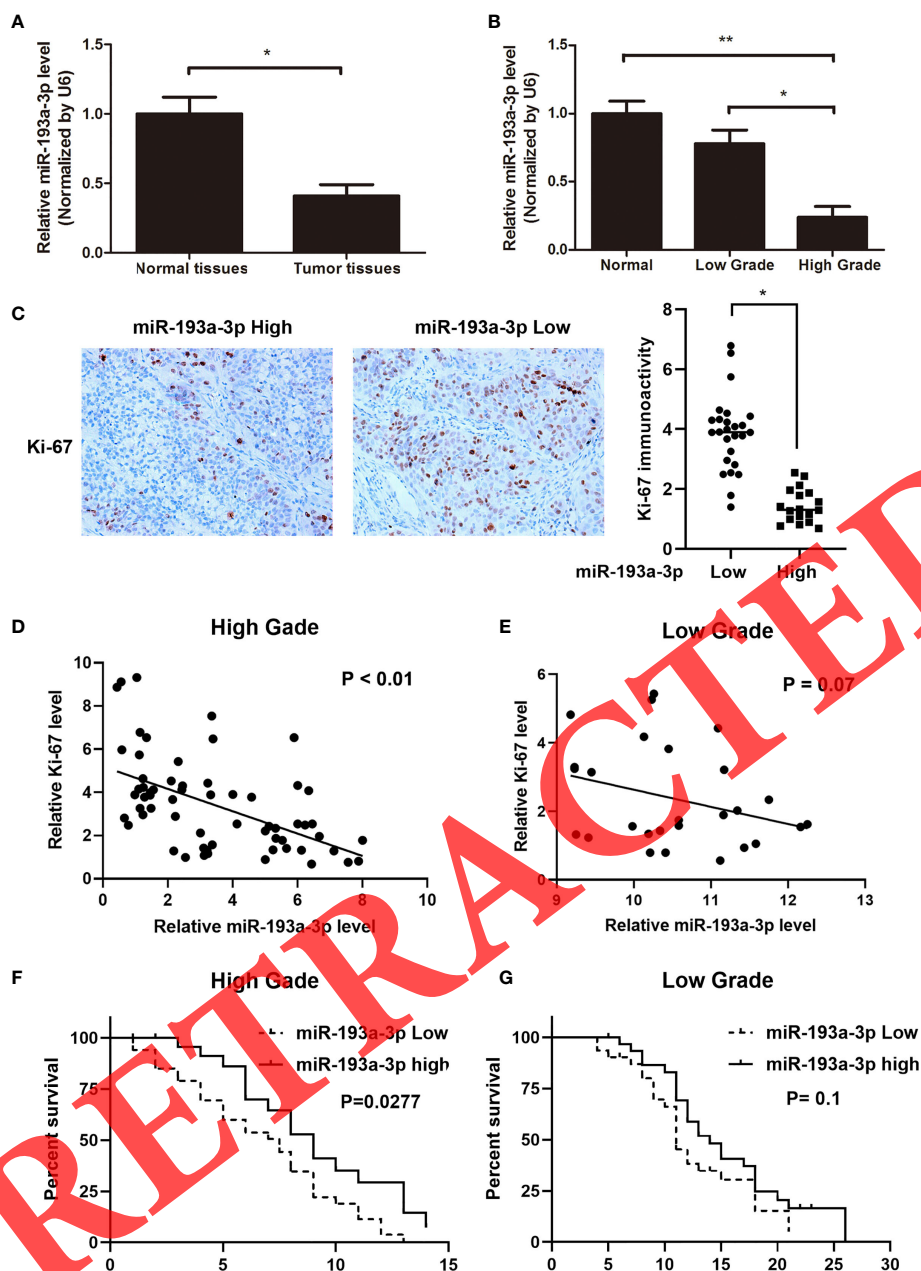 A
Relative miR-193a-3p level
(Normalized by U6)
1.5
1.0
0.5
0.0
*
Normal tissues
Tumor tissues
B
Relative miR-193a-3p level
(Normalized by U6)
1.5
1.0
0.5
0.0
**
*
Normal
Low Grade
High Grade
C
miR-193a-3p High
miR-193a-3p Low
Ki-67
Ki-67 immunoactivity
8
6
4
2
0
*
miR-193a-3p
Low
High
D
High Gade
P < 0.01
Relative Ki-67 level
10
8
6
4
2
0
0
2
4
6
8
10
Relative miR-193a-3p level
E
Low Grade
P = 0.07
Relative Ki-67 level
6
4
2
0
9
10
11
12
13
Relative miR-193a-3p level
F
High Gade
miR-193a-3p Low
miR-193a-3p high
P=0.0277
Percent survival
100
75
50
25
0
0
5
10
15
G
Low Grade
miR-193a-3p Low
miR-193a-3p high
P= 0.1
Percent survival
100
75
50
25
0
0
5
10
15
20
25
30
RETRACTED